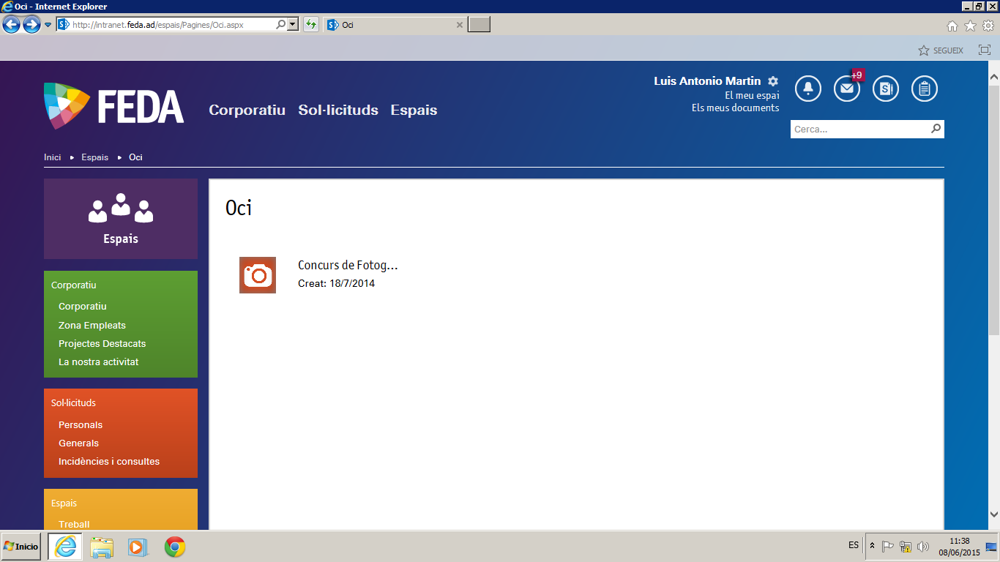 Oci - Internet Explorer
http://intranet.feda.ad/espais/Pagines/Oci.aspx
Oci
SEGUEIX
FEDA
Corporatiu Sol·licituds Espais
Luis Antonio Martin
El meu espai
Els meus documents
+9
S
Cerca...
Inici Espais Oci
Espais
Corporatiu
Corporatiu
Zona Empleats
Projectes Destacats
La nostra activitat
Sol·licituds
Personals
Generals
Incidències i consultes
Espais
Treball
Oci
Concurs de Fotog...
Creat: 18/7/2014
Inicio
ES
11:38
08/06/2015